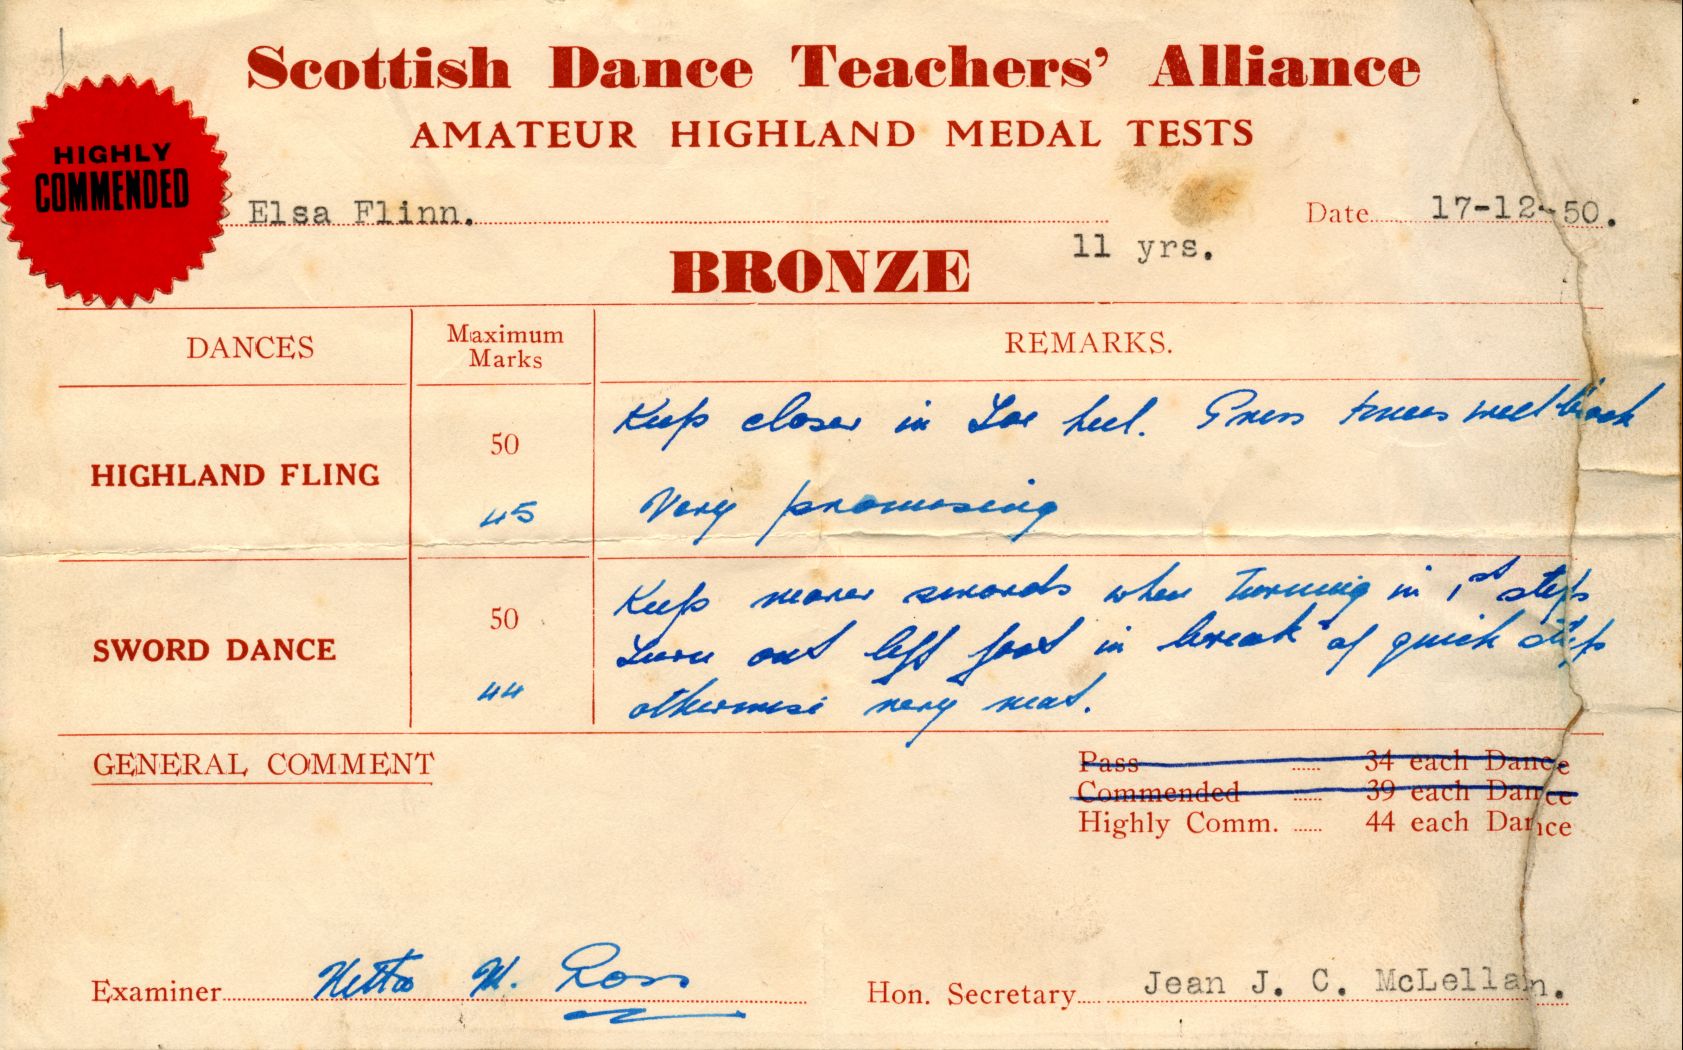 Scottish Dance Teachers' Alliance
AMATEUR HIGHLAND MEDAL TESTS
HIGHLY
COMMENDED
Elsa Flinn.
Date 17-12-50.
11 yrs.
BRONZE
DANCES
Maximum
Marks
REMARKS.
HIGHLAND FLING
50
45
Keep closer in Toe heel. Press knees well back
Very promising
SWORD DANCE
50
44
Keep nearer swords when turning in 1st step
Turn out left foot in "break" of quick step
otherwise very neat.
GENERAL COMMENT
Pass ...... 34 each Dance
Commended ...... 39 each Dance
Highly Comm. ...... 44 each Dance
Examiner Netta M. Ross
Hon. Secretary Jean J. C. McLellan.